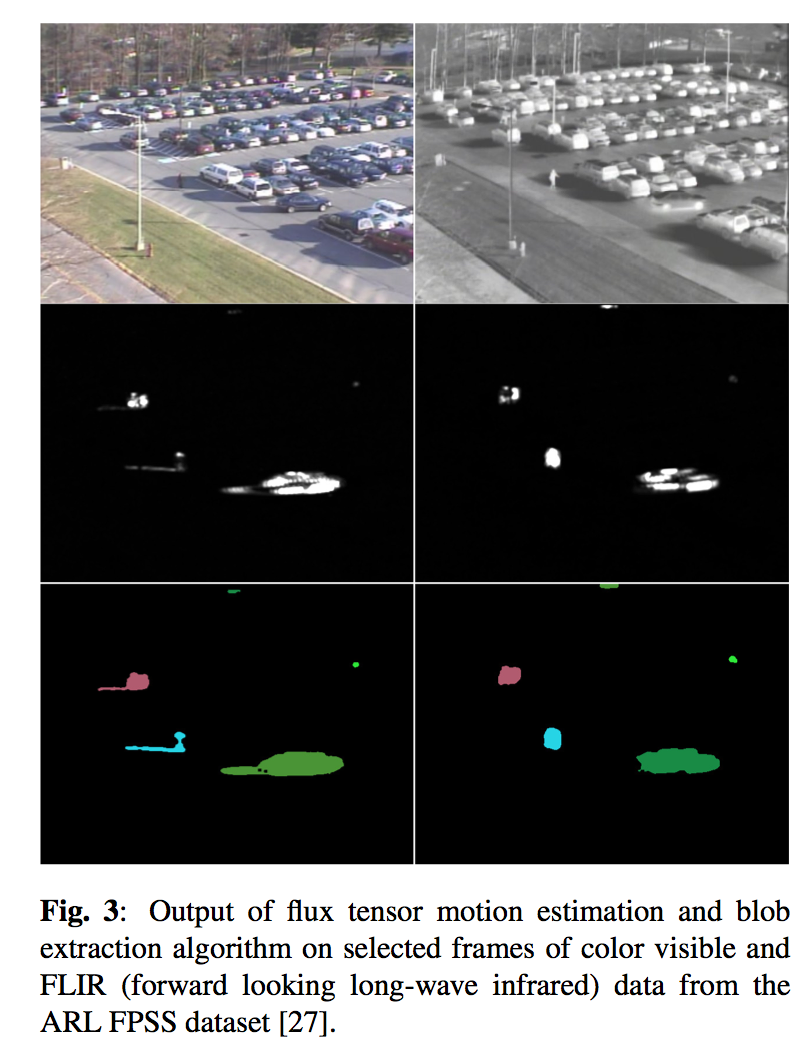 Fig. 3: Output of flux tensor motion estimation and blob
extraction algorithm on selected frames of color visible and
FLIR (forward looking long-wave infrared) data from the
ARL FPSS dataset [27].